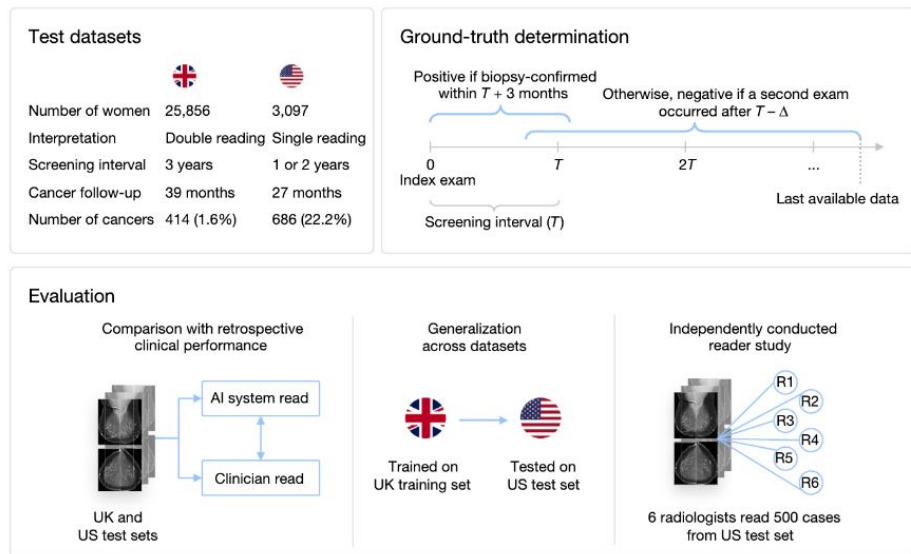 Test datasets
Number of women 25,856 3,097
Interpretation Double reading Single reading
Screening interval 3 years 1 or 2 years
Cancer follow-up 39 months 27 months
Number of cancers 414 (1.6%) 686 (22.2%)
Ground-truth determination
Positive if biopsy-confirmed
within T + 3 months
Otherwise, negative if a second exam
occurred after T – Δ
0 T 2T ...
Index exam
Last available data
Screening interval (T)
Evaluation
Comparison with retrospective
clinical performance
AI system read
Clinician read
UK and
US test sets
Generalization
across datasets
Trained on
UK training set
Tested on
US test set
Independently conducted
reader study
R1
R2
R3
R4
R5
R6
6 radiologists read 500 cases
from US test set